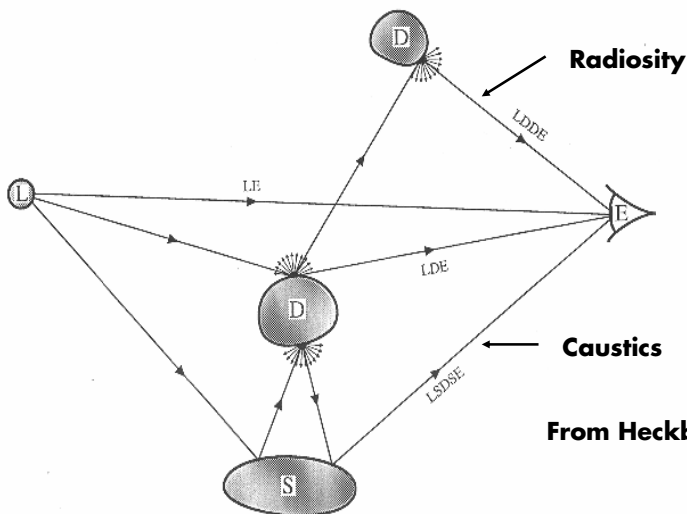 D
Radiosity
LDDE
L
LE
E
LDE
D
Caustics
LSDSE
From Heckb
S